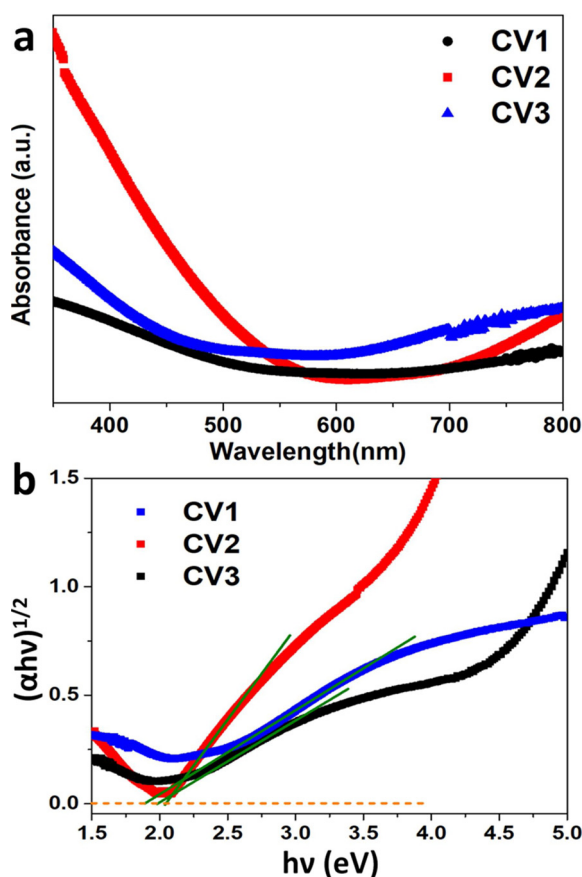 a
CV1
CV2
CV3
Absorbance (a.u.)
400 500 600 700 800
Wavelength(nm)
b
1.5
CV1
CV2
CV3
1.0
(αhν)1/2
0.5
0.0
1.5 2.0 2.5 3.0 3.5 4.0 4.5 5.0
hν (eV)